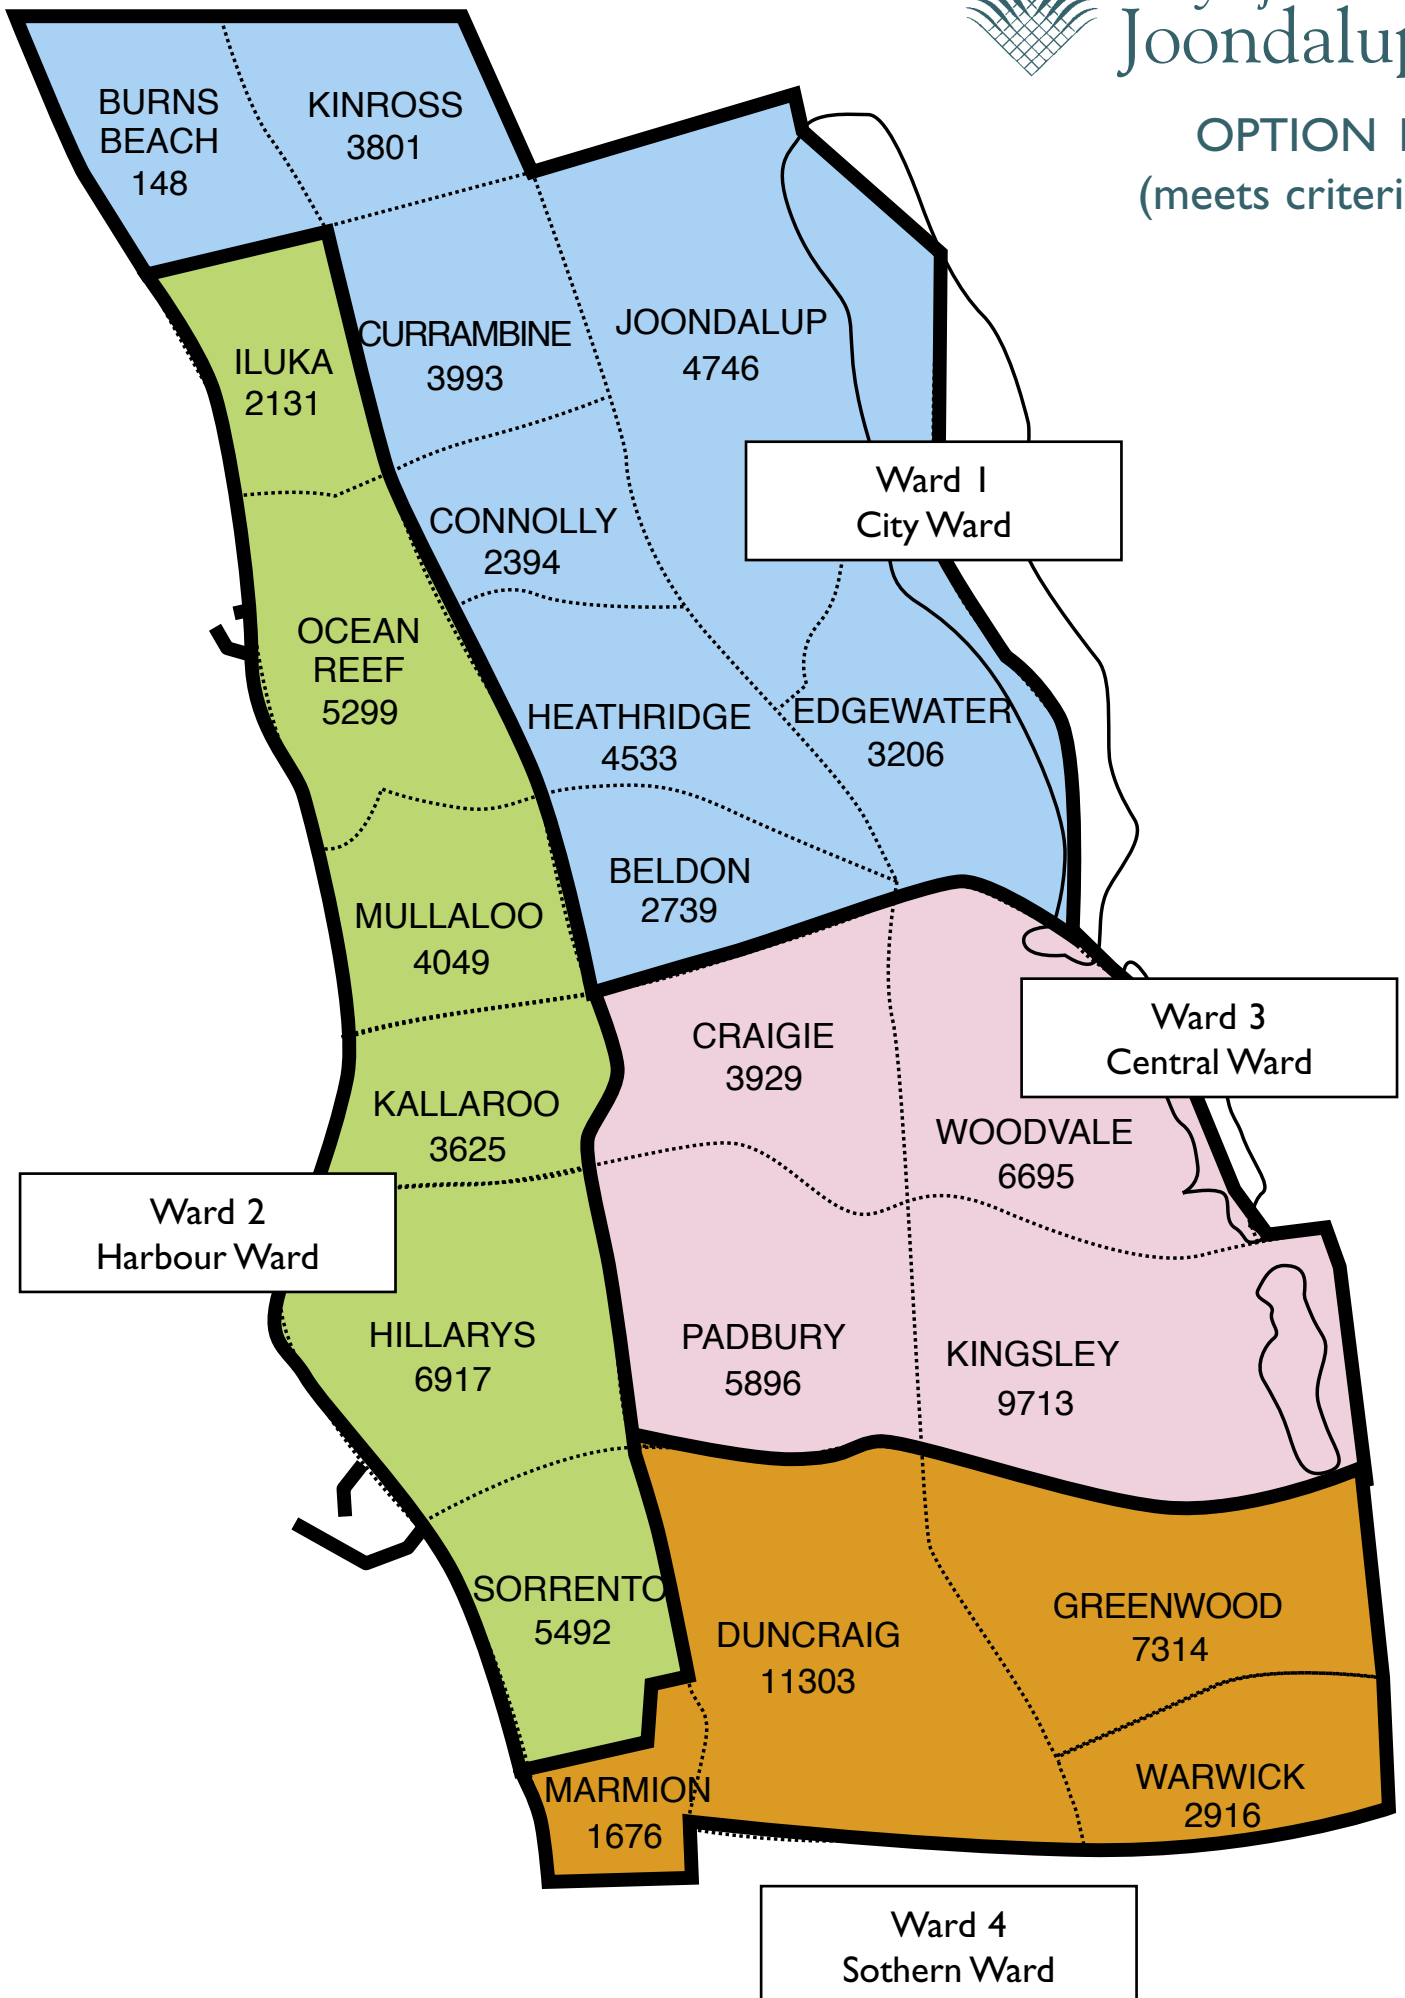 Joondalup
OPTION
(meets criteri
BURNS
BEACH
148
KINROSS
3801
ILUKA
2131
CURRAMBINE
3993
JOONDALUP
4746
Ward 1
City Ward
CONNOLLY
2394
OCEAN
REEF
5299
HEATHRIDGE
4533
EDGEWATER
3206
BELDON
2739
MULLALOO
4049
Ward 3
Central Ward
CRAIGIE
3929
KALLAROO
3625
WOODVALE
6695
Ward 2
Harbour Ward
HILLARYS
6917
PADBURY
5896
KINGSLEY
9713
SORRENTO
5492
DUNCRAIG
11303
GREENWOOD
7314
MARMION
1676
WARWICK
2916
Ward 4
Sothern Ward